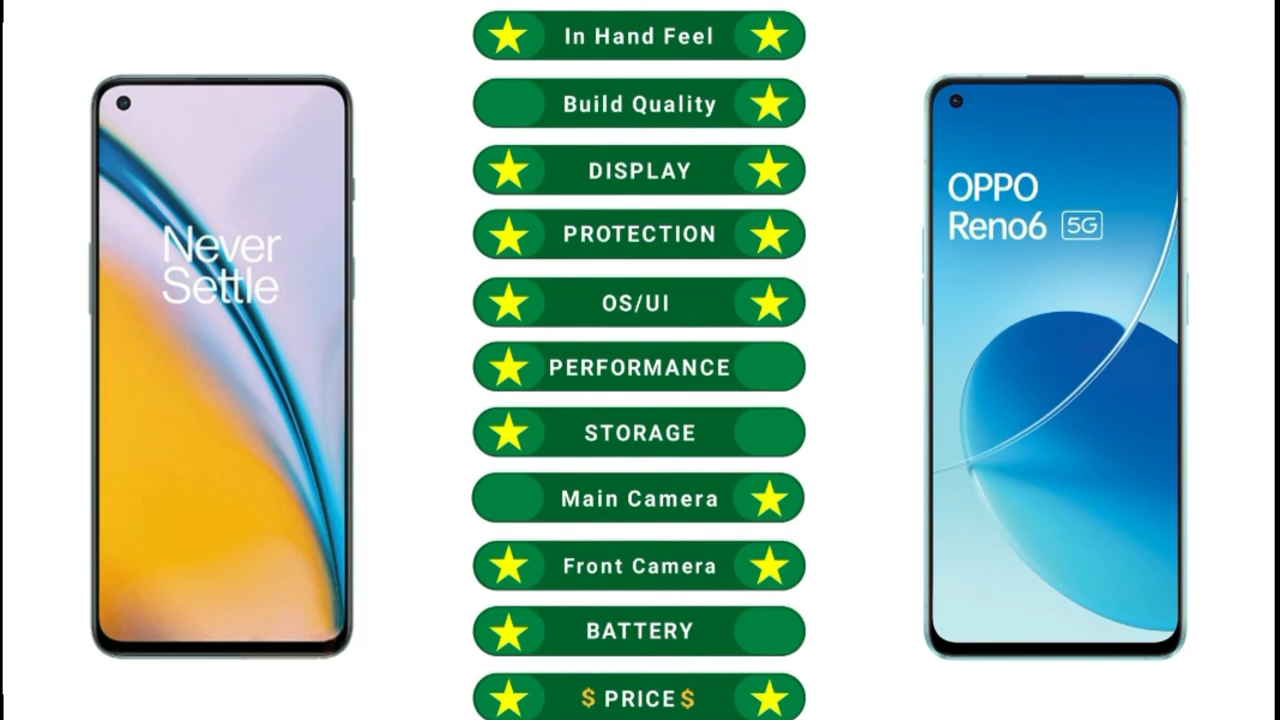 In Hand Feel
Build Quality
DISPLAY
PROTECTION
OS/UI
PERFORMANCE
STORAGE
Main Camera
Front Camera
BATTERY
$ PRICE $
Never
Settle
OPPO
Reno6 5G